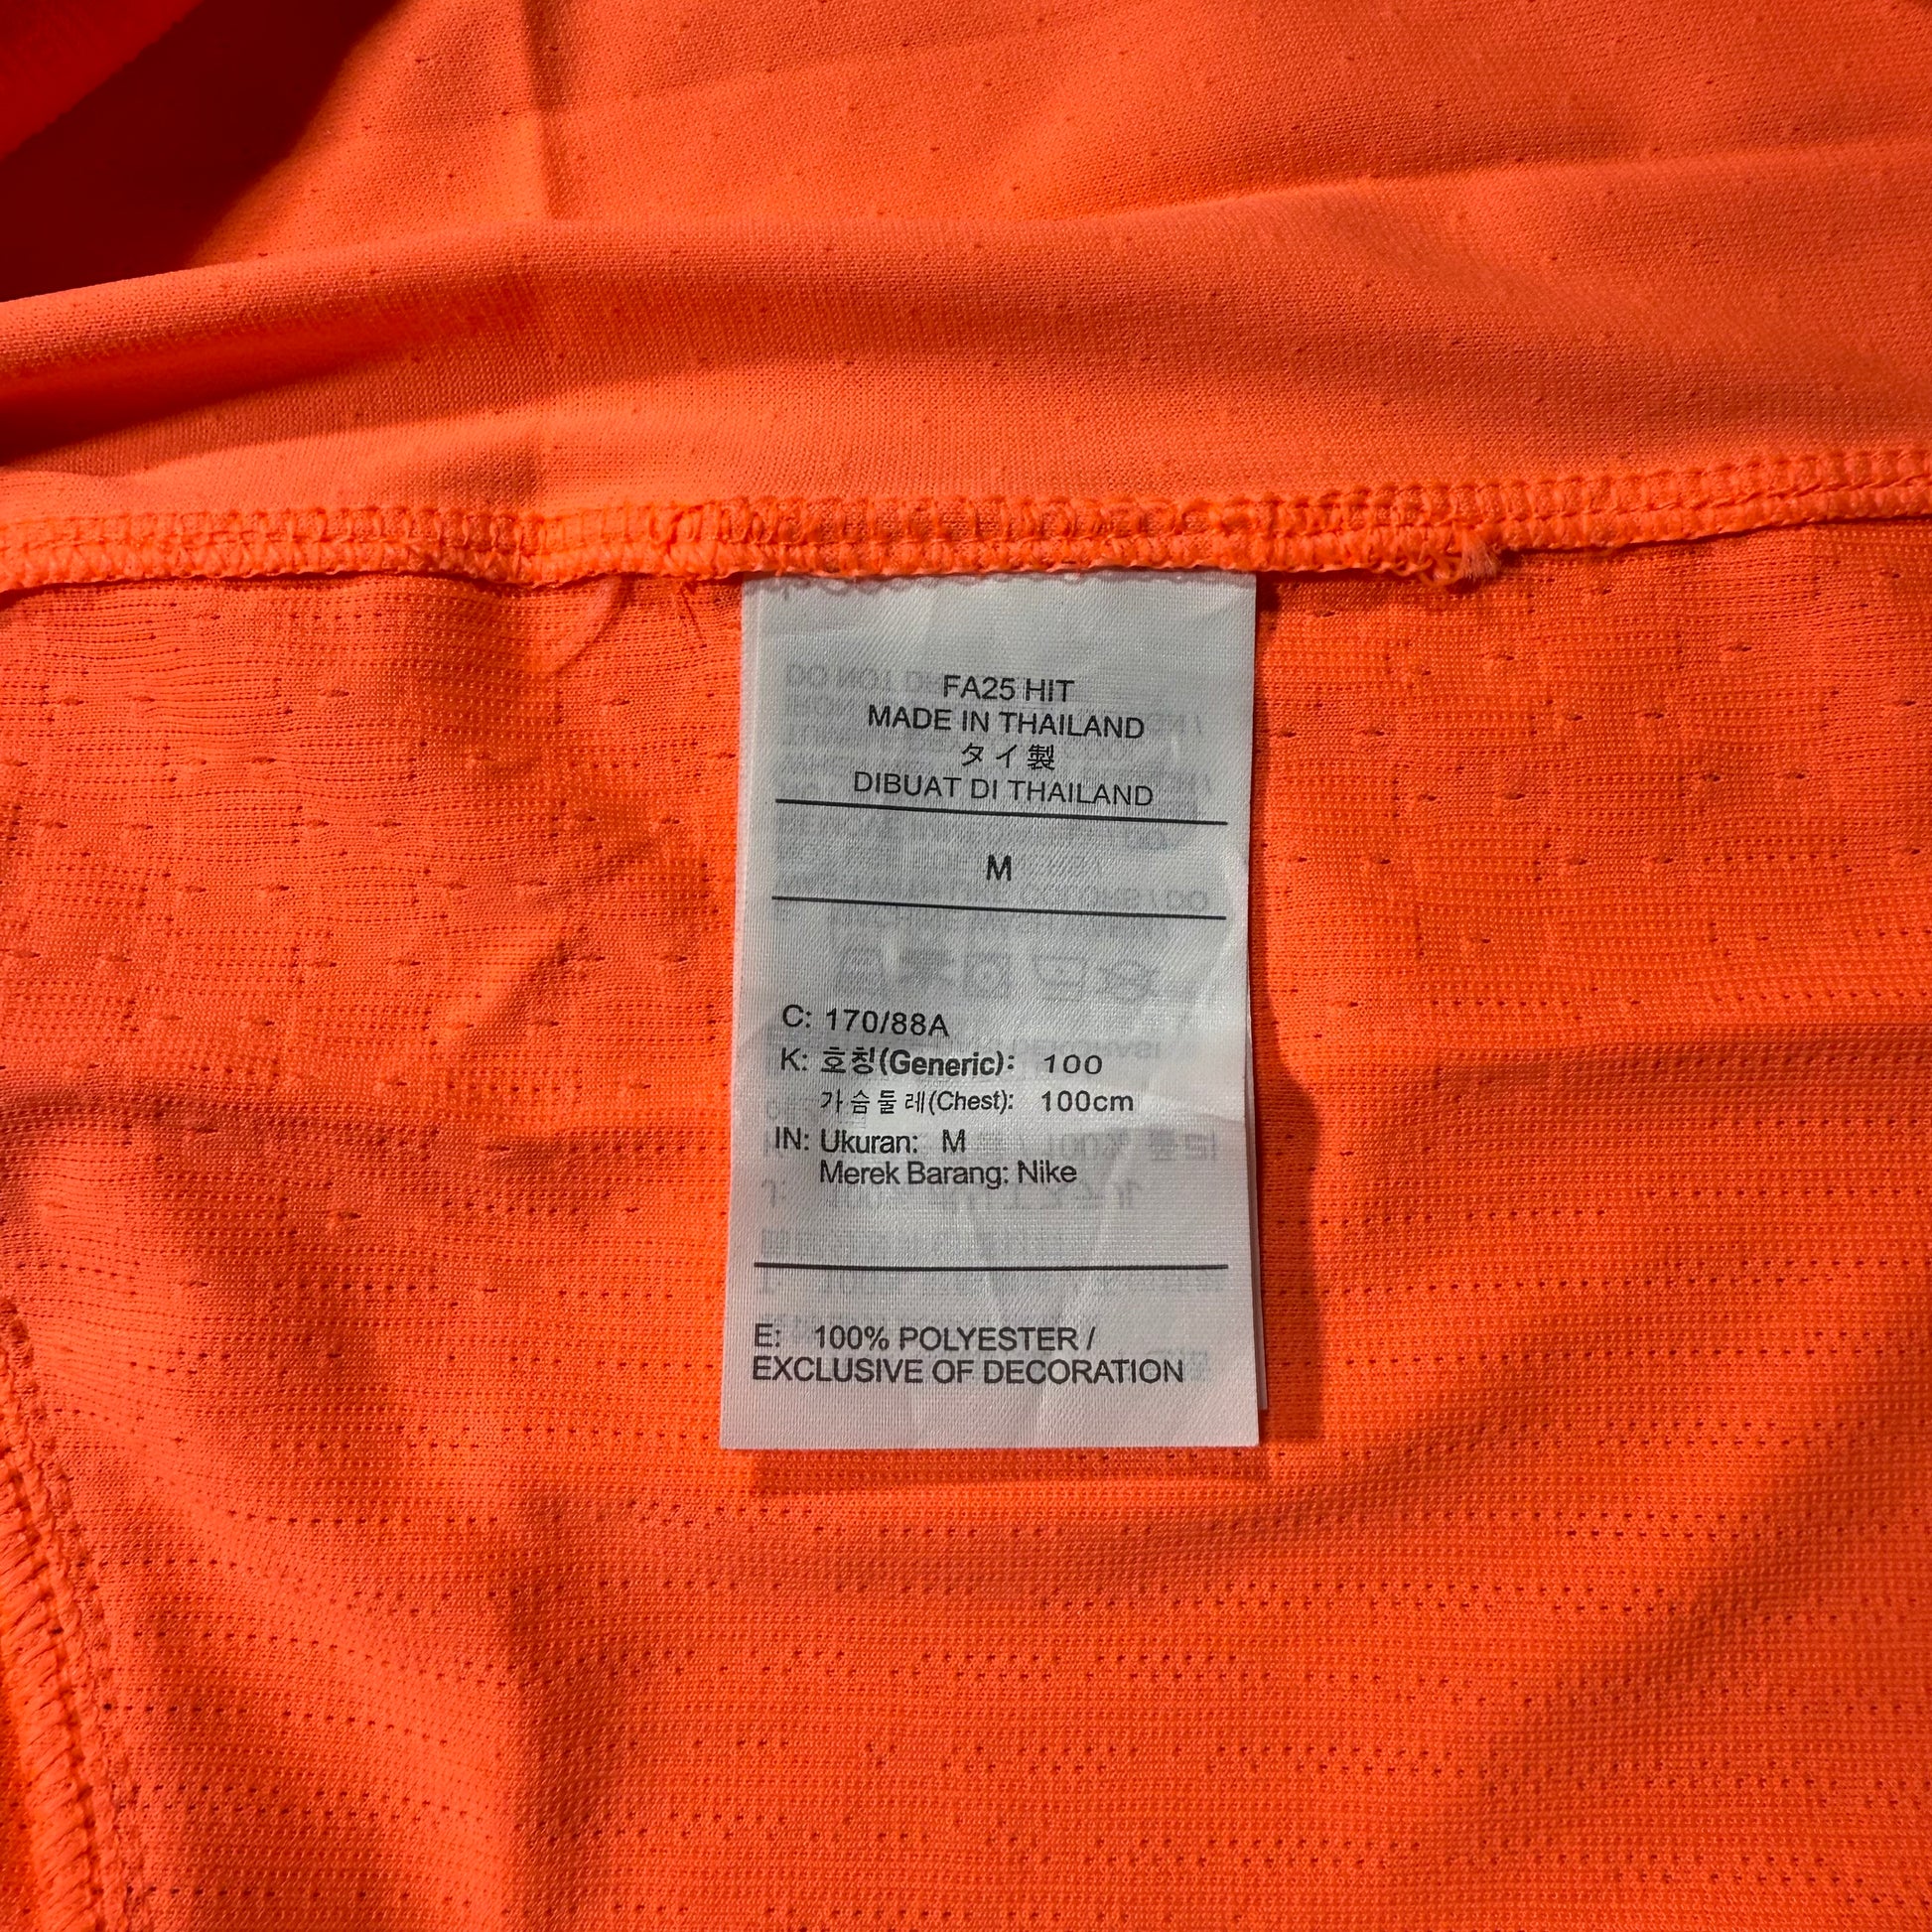 FA25 HIT
MADE IN THAILAND
タイ製
DIBUAT DI THAILAND
M
C: 170/88A
K: 호칭(Generic): 100
가슴둘레(Chest): 100cm
IN: Ukuran: M
Merek Barang: Nike
E: 100% POLYESTER /
EXCLUSIVE OF DECORATION